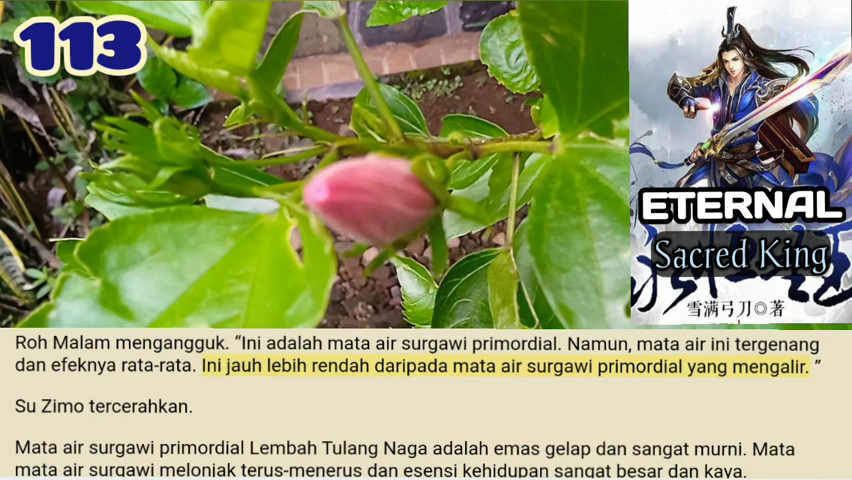 113
ETERNAL
Sacred King
雪满弓刀◎著
Roh Malam mengangguk. “Ini adalah mata air surgawi primordial. Namun, mata air ini tergenang
dan efeknya rata-rata. Ini jauh lebih rendah daripada mata air surgawi primordial yang mengalir. ”
Su Zimo tercerahkan.
Mata air surgawi primordial Lembah Tulang Naga adalah emas gelap dan sangat murni. Mata
mata air surgawi melonjak terus-menerus dan esensi kehidupan sangat besar dan kaya.